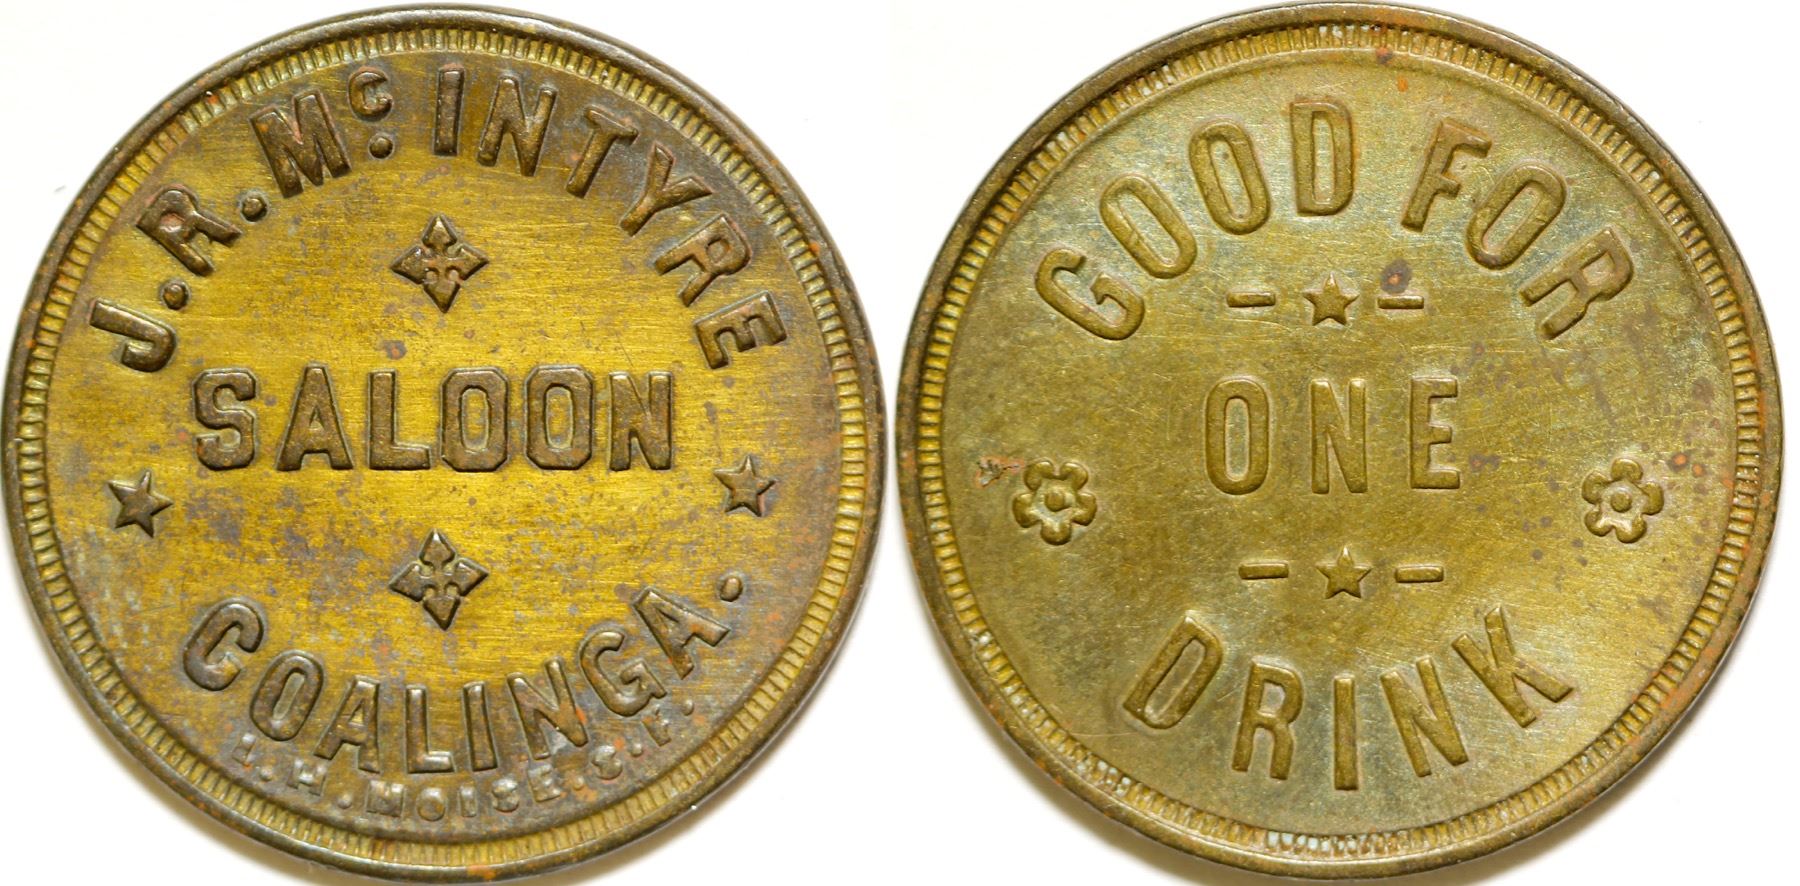 J.R.Mc. INTYRE
SALOON
COALINGA.
L.H.MOISE.S.F.
GOOD FOR
ONE
DRINK